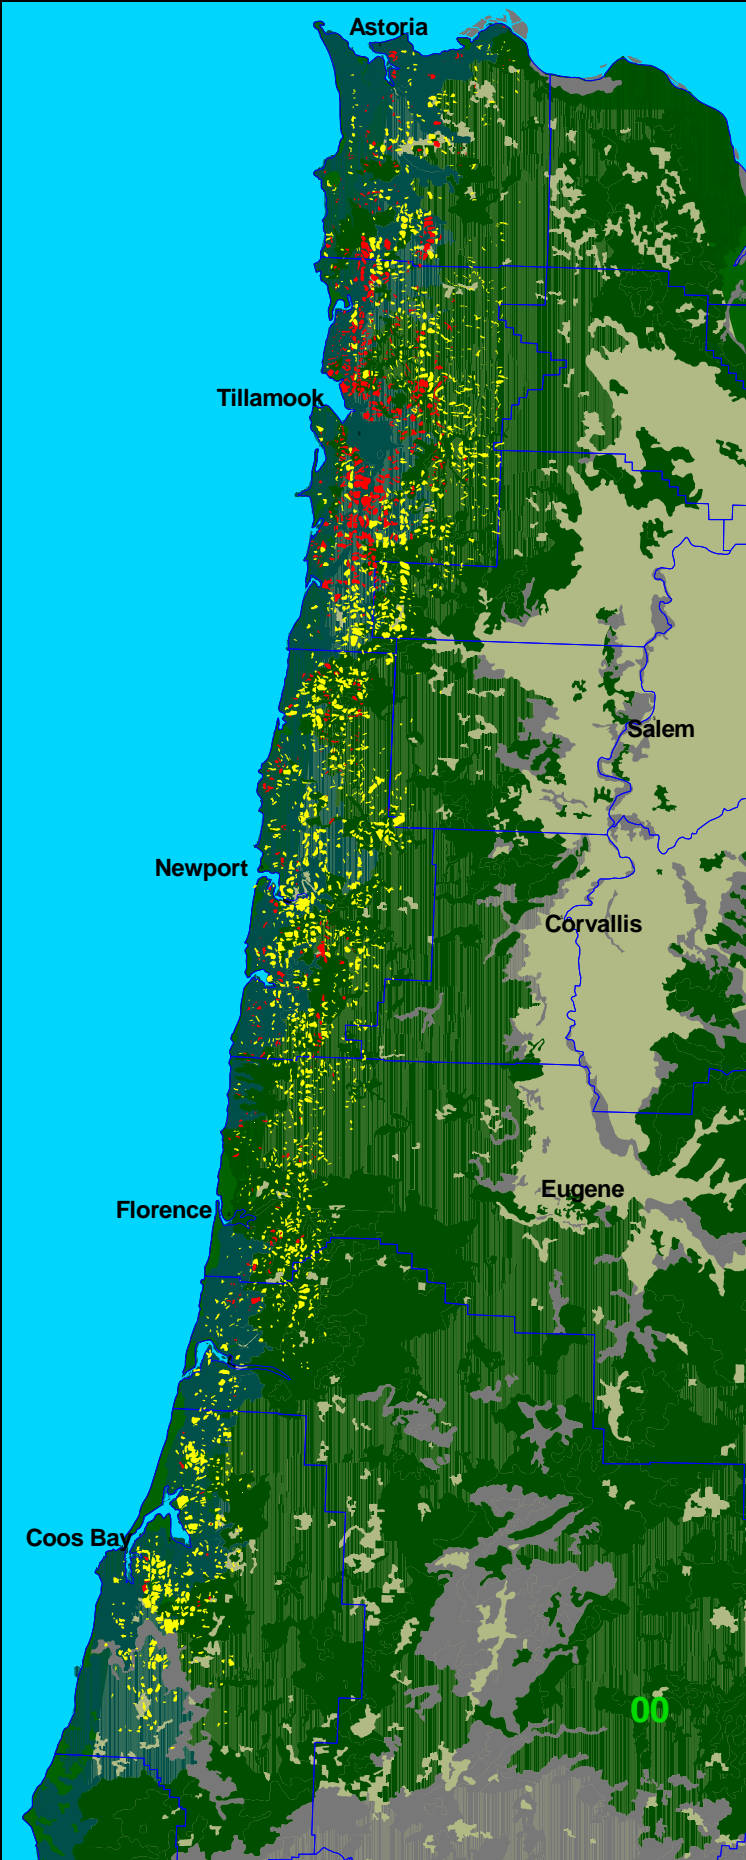 Astoria
Tillamook
Salem
Newport
Corvallis
Eugene
Florence
Coos Bay
00